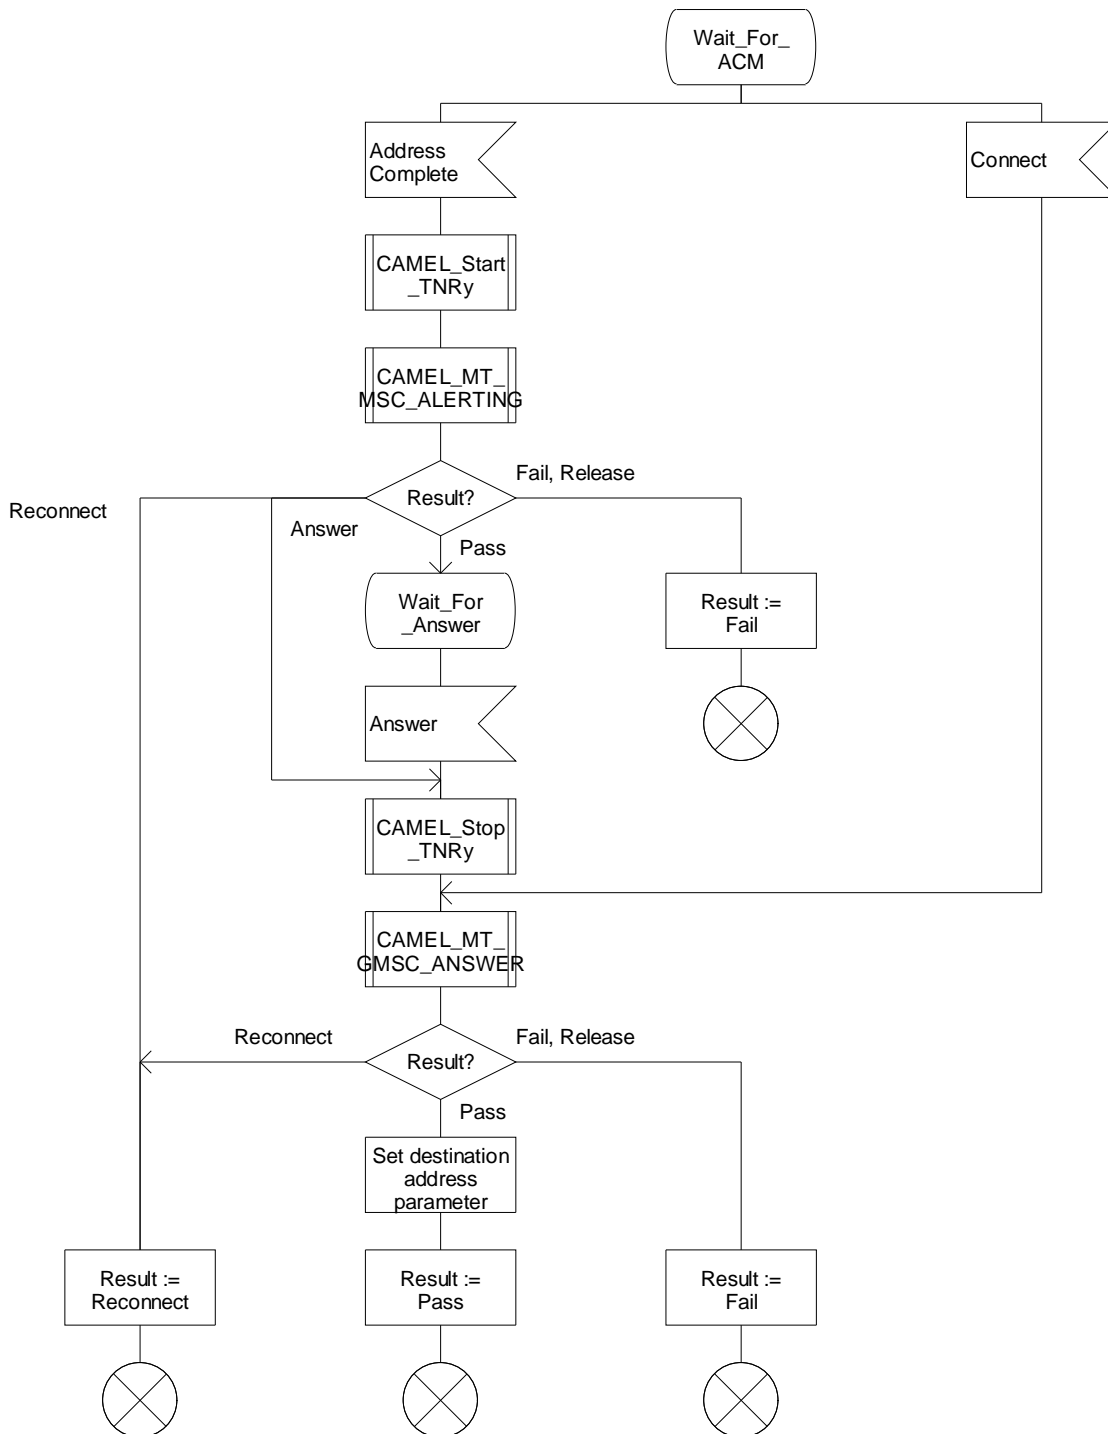 Wait_For_
ACM
Address
Complete
Connect
CAMEL_Start
_TNRy
CAMEL_MT_
MSC_ALERTING
Fail, Release
Result?
Reconnect
Answer
Pass
Wait_For
_Answer
Result :=
Fail
Answer
CAMEL_Stop
_TNRy
CAMEL_MT_
GMSC_ANSWER
Reconnect
Fail, Release
Result?
Pass
Set destination
address
parameter
Result :=
Reconnect
Result :=
Pass
Result :=
Fail